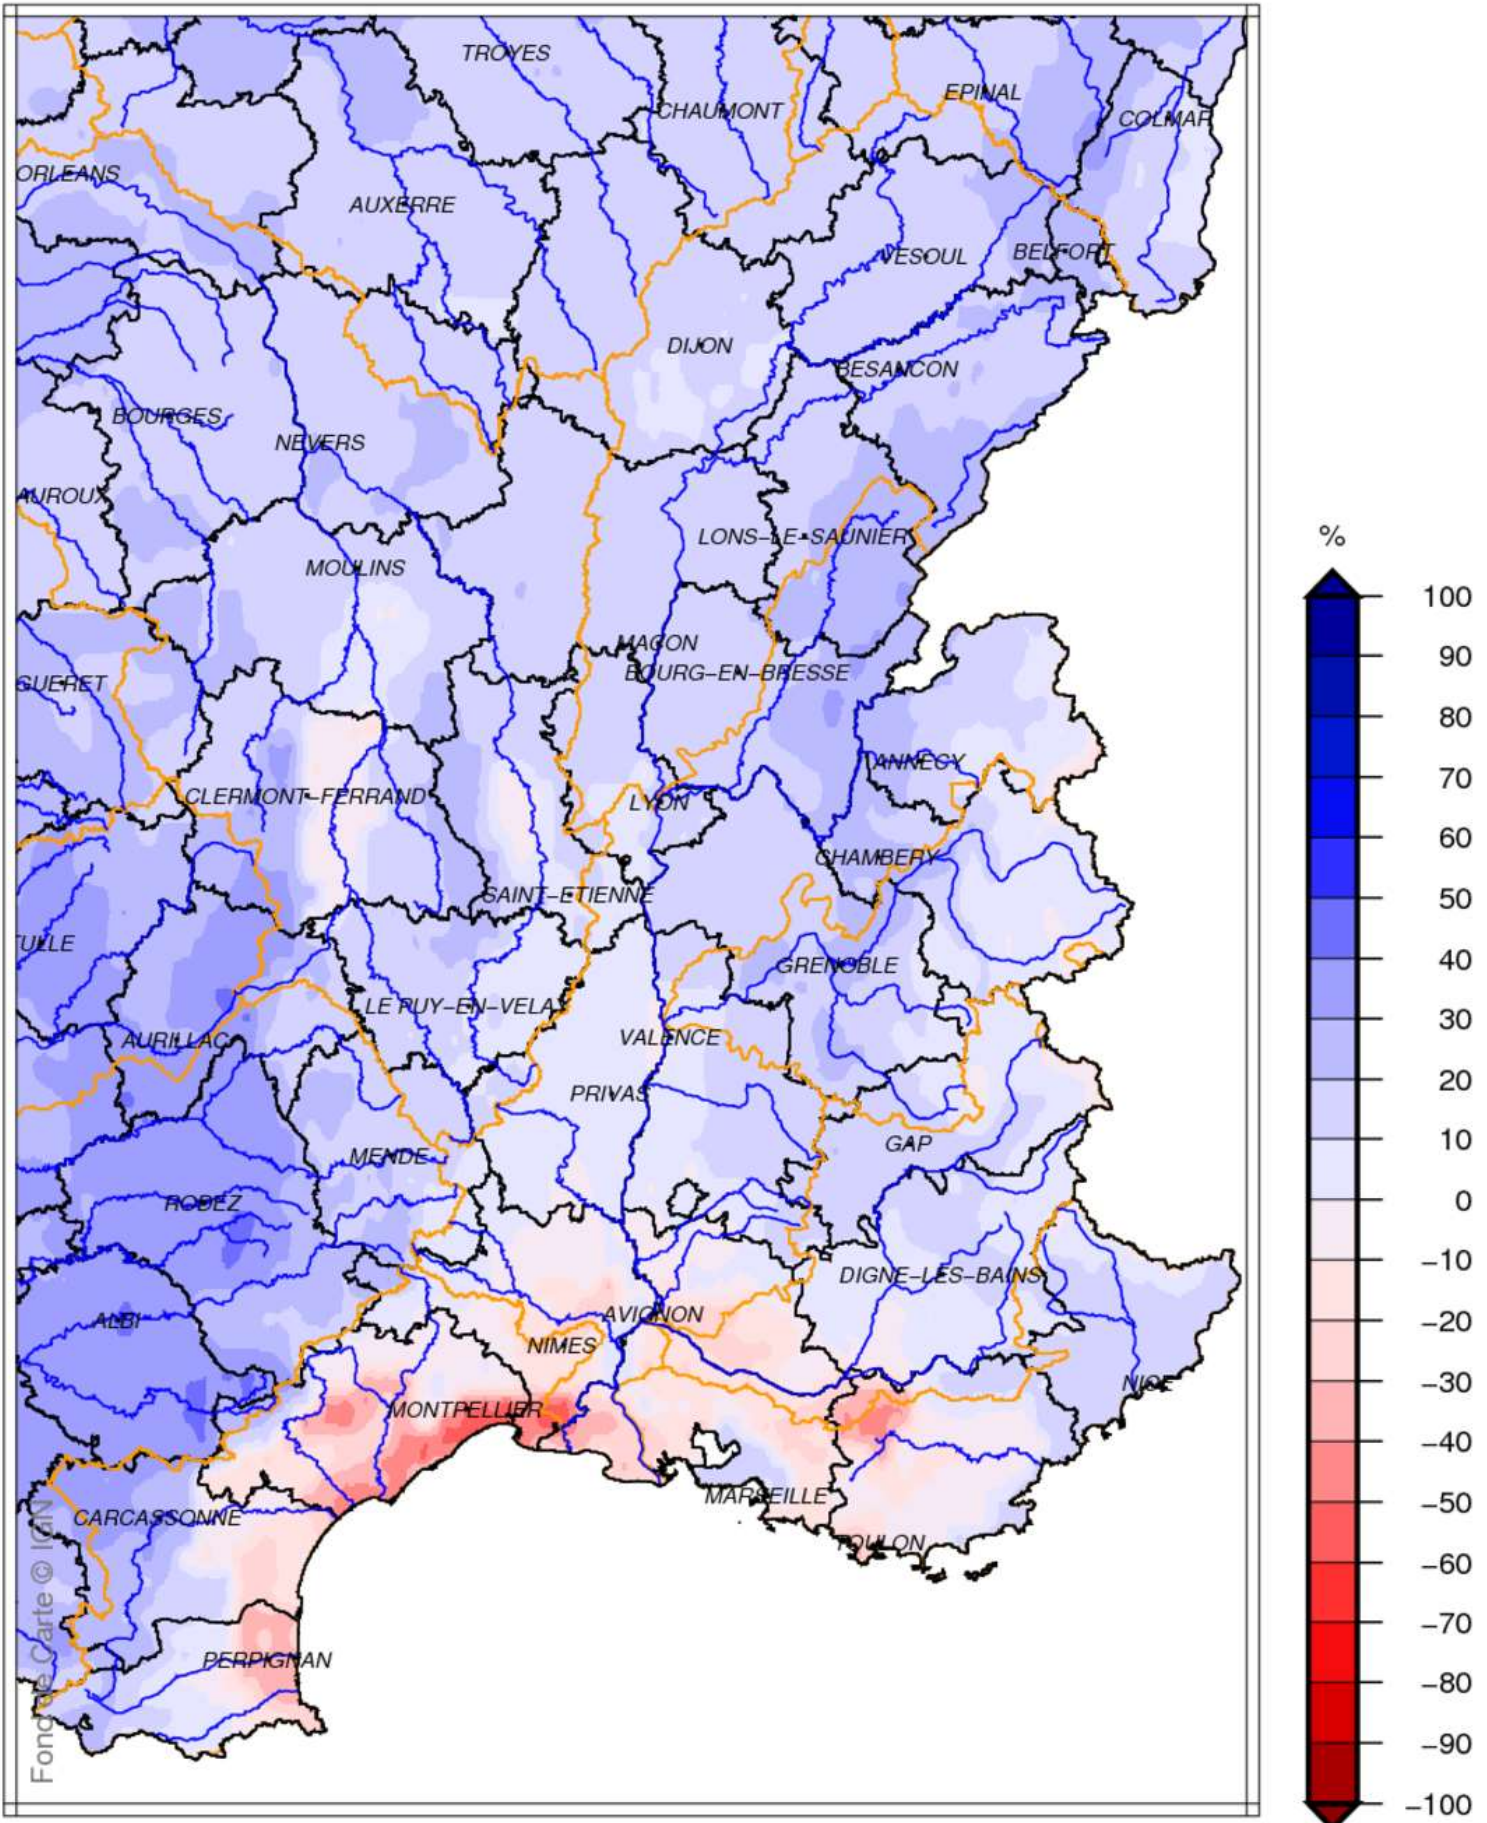 TROYES
EPINAL
CHAUMONT
COLMAR
ORLEANS
AUXERRE
BELFORT
VESOUL
DIJON
BESANCON
BOURGES
NEVERS
AUROUX
%
LONS-LE-SAUNIER
MOULINS
100
MACON
90
BOURG-EN-BRESSE
GUERET
80
ANNECY
70
CLERMONT-FERRAND
LYON
60
CHAMBERY
SAINT-ETIENNE
50
TULLE
40
GRENOBLE
LE PUY-EN-VELAY
30
VALENCE
AURILLAC
20
PRIVAS
10
GAP
MENDE
0
RODEZ
-10
DIGNE-LES-BAINS
AVIGNON
ALBI
-20
NIMES
-30
NICE
MONTPELLIER
-40
MARSEILLE
-50
CARCASSONNE
TOULON
-60
-70
PERPIGNAN
-80
-90
-100
Fond de Carte © IGN